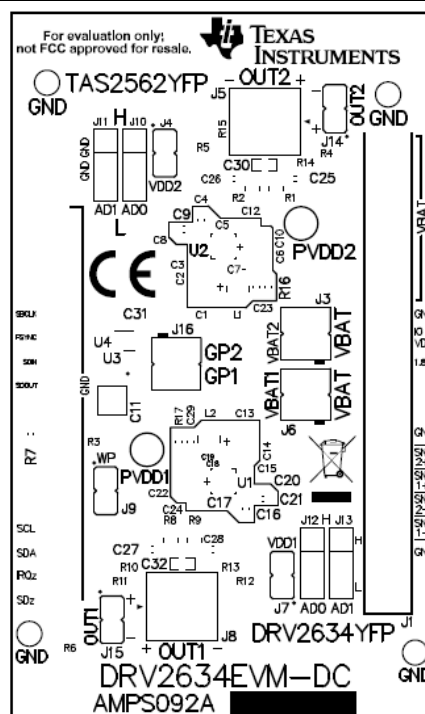 For evaluation only;
not FCC approved for resale.
TEXAS
INSTRUMENTS
TAS2562YFP
- OUT2 +
J5
OUT2
J14
GND
GND
J11 H J10 J4
R15
R5
R4
GND GND
VDD2
C30
R14
C26
C25
R2 R1
AD1 AD0
L
C4
C9
C5
C12
C8
U2
C10
PVDD2
C2
C3
C7
C6
R16
C1
L1
C23
VBAT
CE
SBCLK
FSYNC
SDIN
SDOUT
C31
U4
U3
J16
GP2
GP1
J3
VBAT2
VBAT
VBAT1
VBAT
J6
GND
C11
R7
R17
C29
L2
C13
R3
WP
PVDD1
C19
C18
C14
C15
U1
C20
C22
C17
C21
J9
C24
C16
R8 R9
SCL
SDA
IRQz
SDz
C27
C28
R10
C32
R13
R11
R12
VDD1
J12 H J13
H
L
J7
AD0 AD1
OUT1
J15
+ OUT1 -
J8
DRV2634YFP
J1
R6
GND
GND
DRV2634EVM-DC
AMPS092A